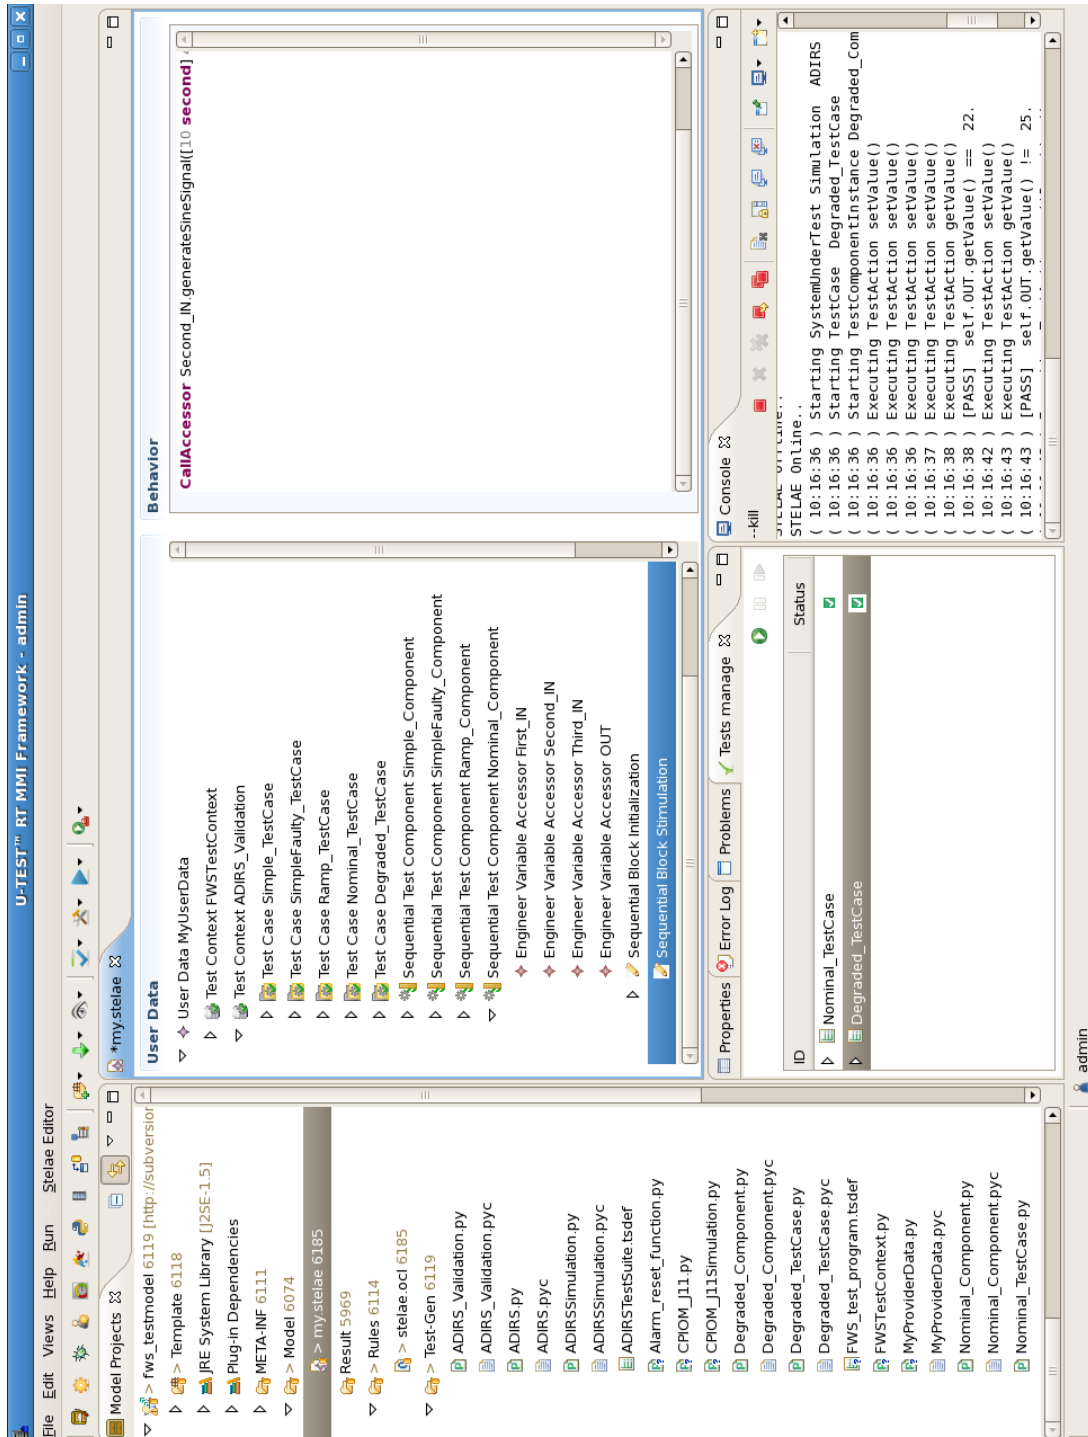 U-TEST™ RT MMI Framework - admin
File Edit Views Help Run Stelae Editor
Model Projects
> fws_testmodel 6119 [http://subversion
> Template 6118
JRE System Library [J2SE-1.5]
Plug-in Dependencies
> META-INF 6111
> Model 6074
> my.stelae 6185
Result 5969
> Rules 6114
> stelae.ocl 6185
> Test-Gen 6119
ADIRS_Validation.py
ADIRS_Validation.pyc
ADIRS.py
ADIRS.pyc
ADIRSSimulation.py
ADIRSSimulation.pyc
ADIRSTestSuite.tsdef
Alarm_reset_function.py
CPIOM_J11.py
CPIOM_J11Simulation.py
Degraded_Component.py
Degraded_Component.pyc
Degraded_TestCase.py
Degraded_TestCase.pyc
FWS_test_program.tsdef
FWSTestContext.py
MyProviderData.py
MyProviderData.pyc
Nominal_Component.py
Nominal_Component.pyc
Nominal_TestCase.py
*my.stelae
User Data
User Data MyUserData
Test Context FWSTestContext
Test Context ADIRS_Validation
Test Case Simple_TestCase
Test Case SimpleFaulty_TestCase
Test Case Ramp_TestCase
Test Case Nominal_TestCase
Test Case Degraded_TestCase
Sequential Test Component Simple_Component
Sequential Test Component SimpleFaulty_Component
Sequential Test Component Ramp_Component
Sequential Test Component Nominal_Component
Engineer Variable Accessor First_IN
Engineer Variable Accessor Second_IN
Engineer Variable Accessor Third_IN
Engineer Variable Accessor OUT
Sequential Block Initialization
Sequential Block Stimulation
Behavior
CallAccessor Second_IN.generateSineSignal([10 second]
Properties Error Log Problems Tests manage
ID Status
Nominal_TestCase
Degraded_TestCase
Console
--kill
STELAE Offline..
STELAE Online..
( 10:16:36 ) Starting SystemUnderTest Simulation ADIRS
( 10:16:36 ) Starting TestCase Degraded_TestCase
( 10:16:36 ) Starting TestComponentInstance Degraded_Com
( 10:16:36 ) Executing TestAction setValue()
( 10:16:36 ) Executing TestAction setValue()
( 10:16:36 ) Executing TestAction setValue()
( 10:16:37 ) Executing TestAction setValue()
( 10:16:38 ) Executing TestAction getValue()
( 10:16:38 ) [PASS] self.OUT.getValue() == 22.
( 10:16:42 ) Executing TestAction setValue()
( 10:16:43 ) Executing TestAction getValue()
( 10:16:43 ) [PASS] self.OUT.getValue() != 25.
admin